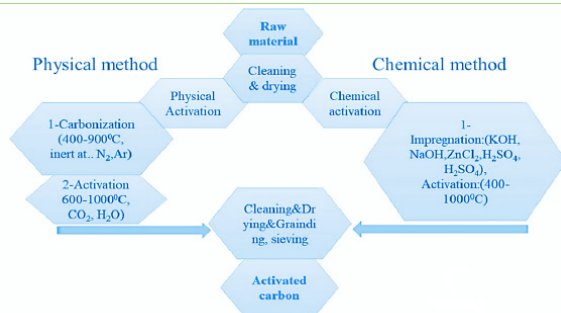 Raw
material
Physical method
Chemical method
Cleaning
& drying
Physical
Activation
Chemical
activation
1-Carbonization
(400-900⁰C,
inert at.. N₂,Ar)
2-Activation
600-1000⁰C,
CO₂, H₂O)
1-
Impregnation:(KOH,
NaOH,ZnCl₂,H₂SO₄,
H₂SO₄),
Activation:(400-
1000⁰C)
Cleaning&Dr
ying&Graindi
ng, sieving
Activated
carbon